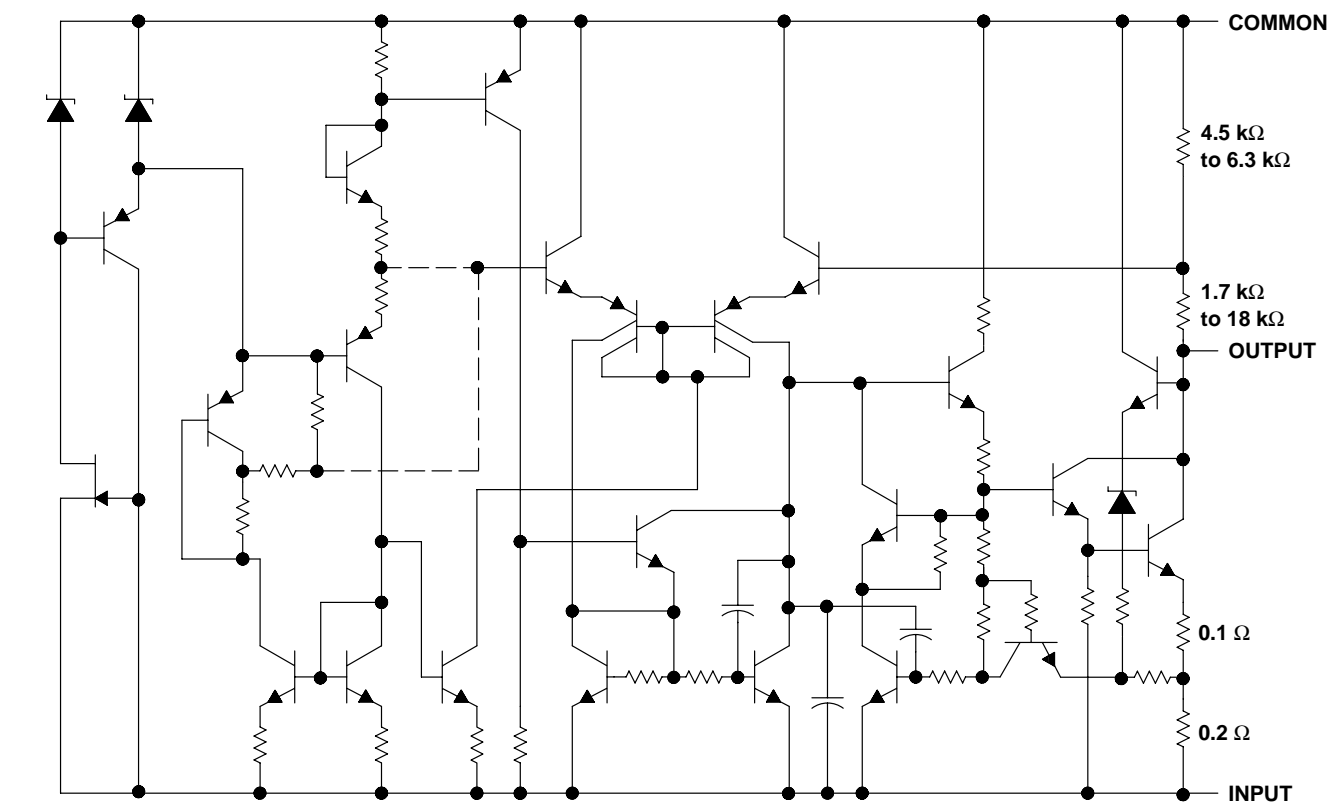 COMMON
4.5 kΩ
to 6.3 kΩ
1.7 kΩ
to 18 kΩ
OUTPUT
0.1 Ω
0.2 Ω
INPUT